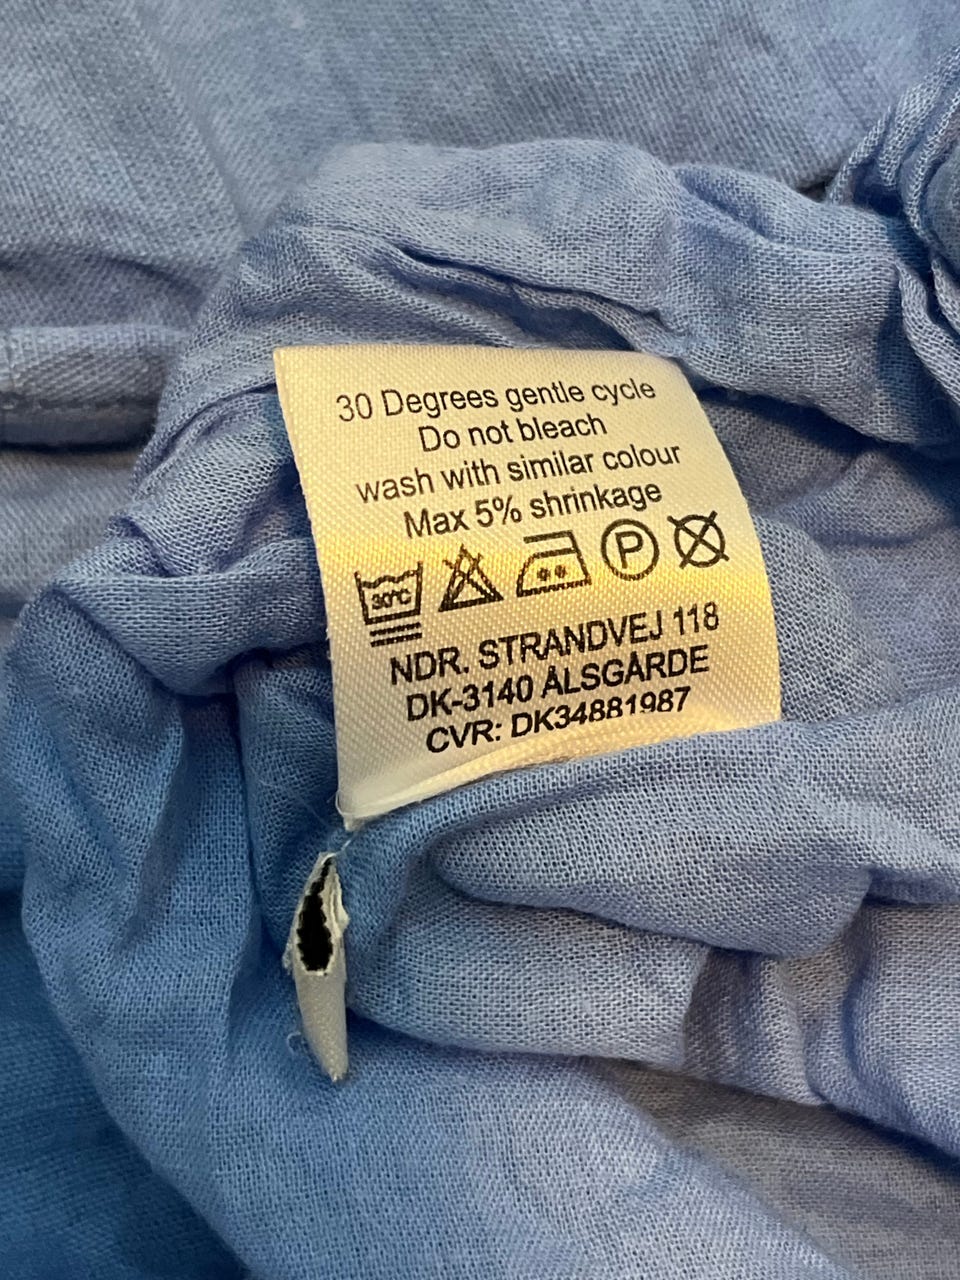 30 Degrees gentle cycle
Do not bleach
wash with similar colour
Max 5% shrinkage
30°C P
NDR. STRANDVEJ 118
DK-3140 ÅLSGÅRDE
CVR: DK34881987